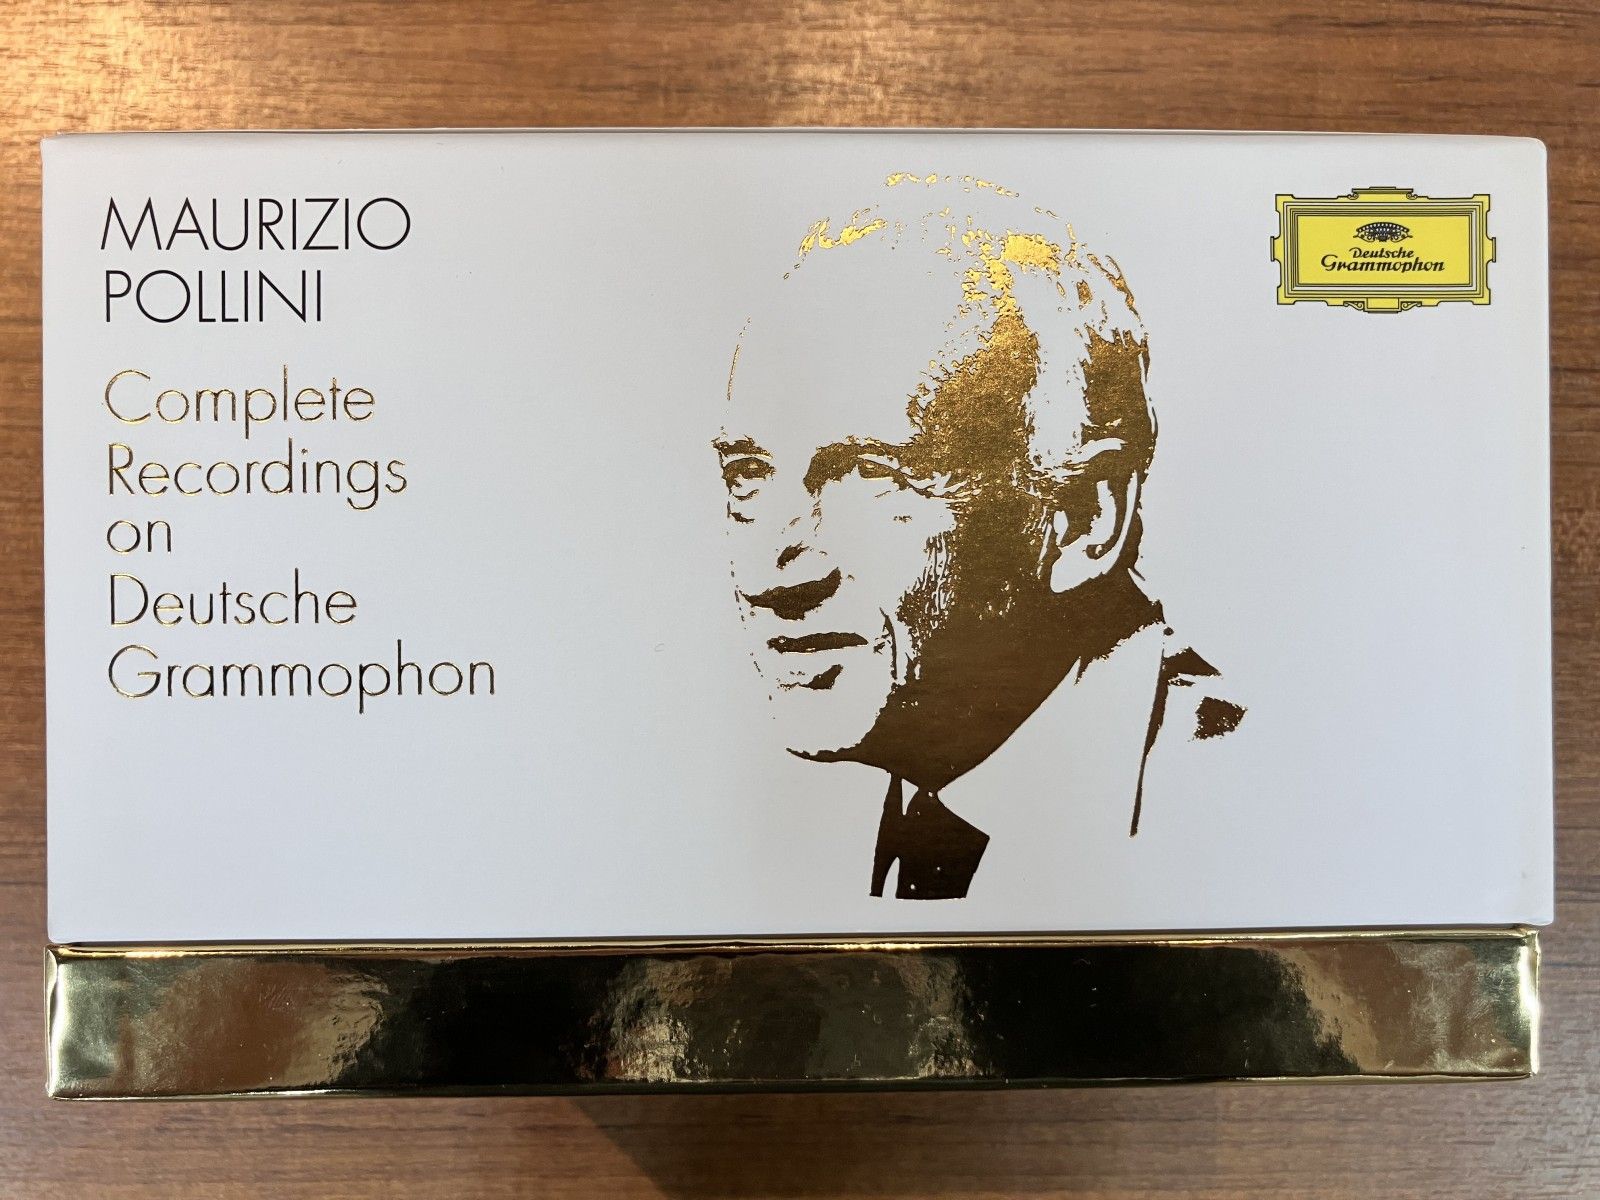 MAURIZIO
POLLINI
Complete
Recordings
on
Deutsche
Grammophon
Deutsche
Grammophon